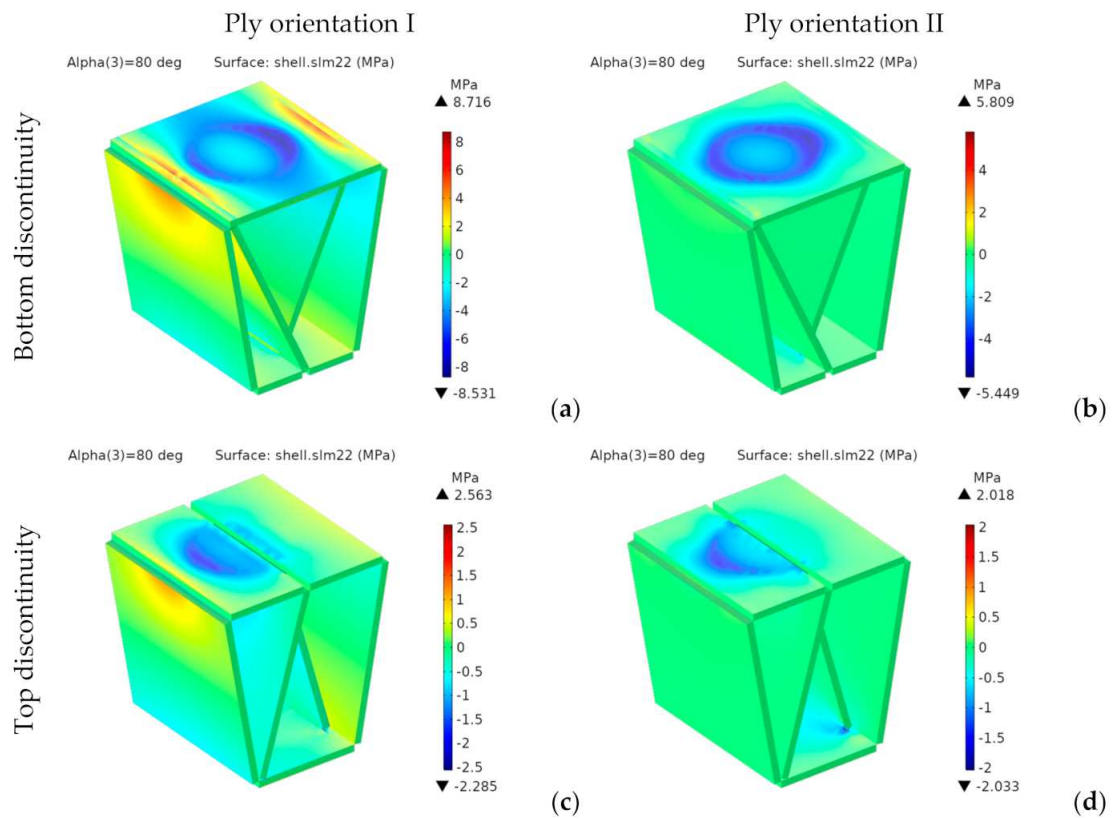 Ply orientation I
Ply orientation II
Bottom discontinuity
Alpha(3)=80 deg Surface: shell.slm22 (MPa)
MPa
▲ 8.716
8
6
4
2
0
-2
-4
-6
-8
▼ -8.531
(a)
Alpha(3)=80 deg Surface: shell.slm22 (MPa)
MPa
▲ 5.809
4
2
0
-2
-4
▼ -5.449
(b)
Top discontinuity
Alpha(3)=80 deg Surface: shell.slm22 (MPa)
MPa
▲ 2.563
2.5
2
1.5
1
0.5
0
-0.5
-1
-1.5
-2
-2.5
▼ -2.285
(c)
Alpha(3)=80 deg Surface: shell.slm22 (MPa)
MPa
▲ 2.018
2
1.5
1
0.5
0
-0.5
-1
-1.5
-2
▼ -2.033
(d)